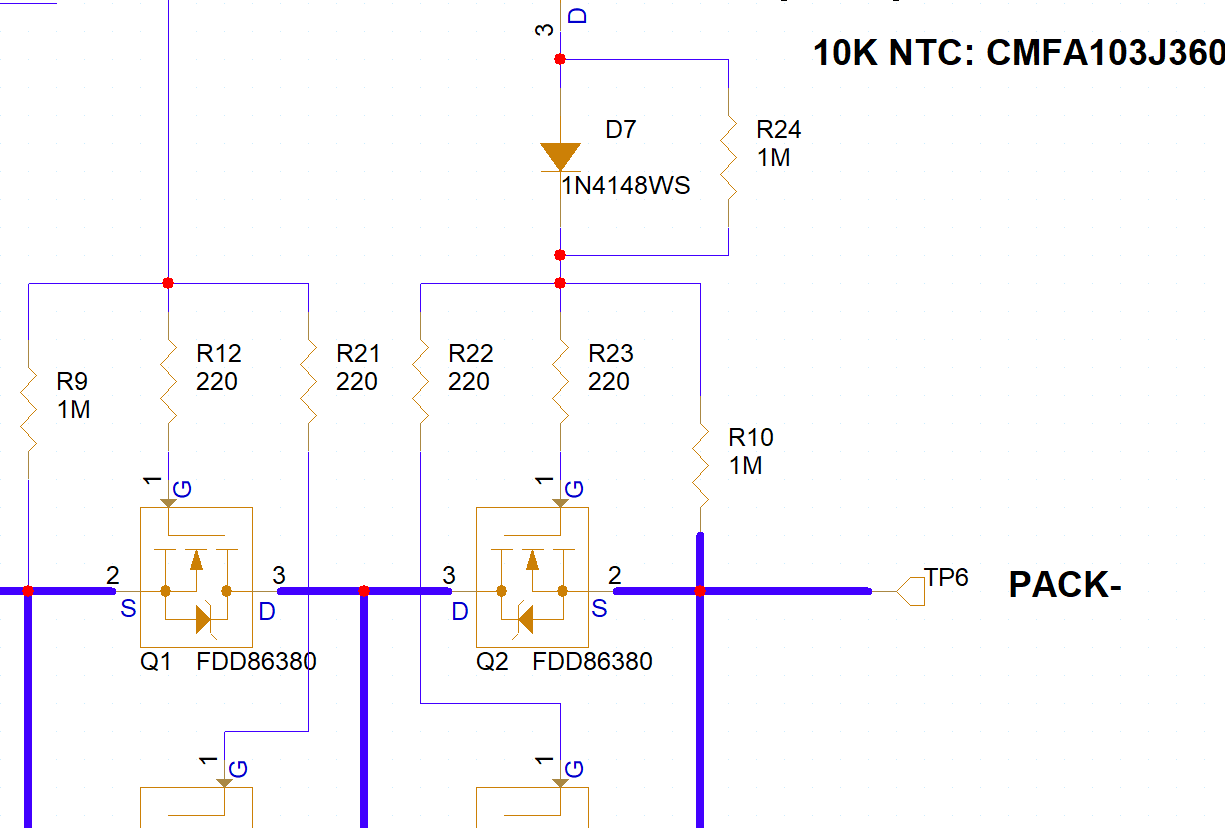 3
D
10K NTC: CMFA103J360
D7
1N4148WS
R24
1M
R9
1M
R12
220
R21
220
R22
220
R23
220
R10
1M
1
G
1
G
2
S
3
D
3
D
2
S
TP6
PACK-
Q1
FDD86380
Q2
FDD86380
1
G
1
G